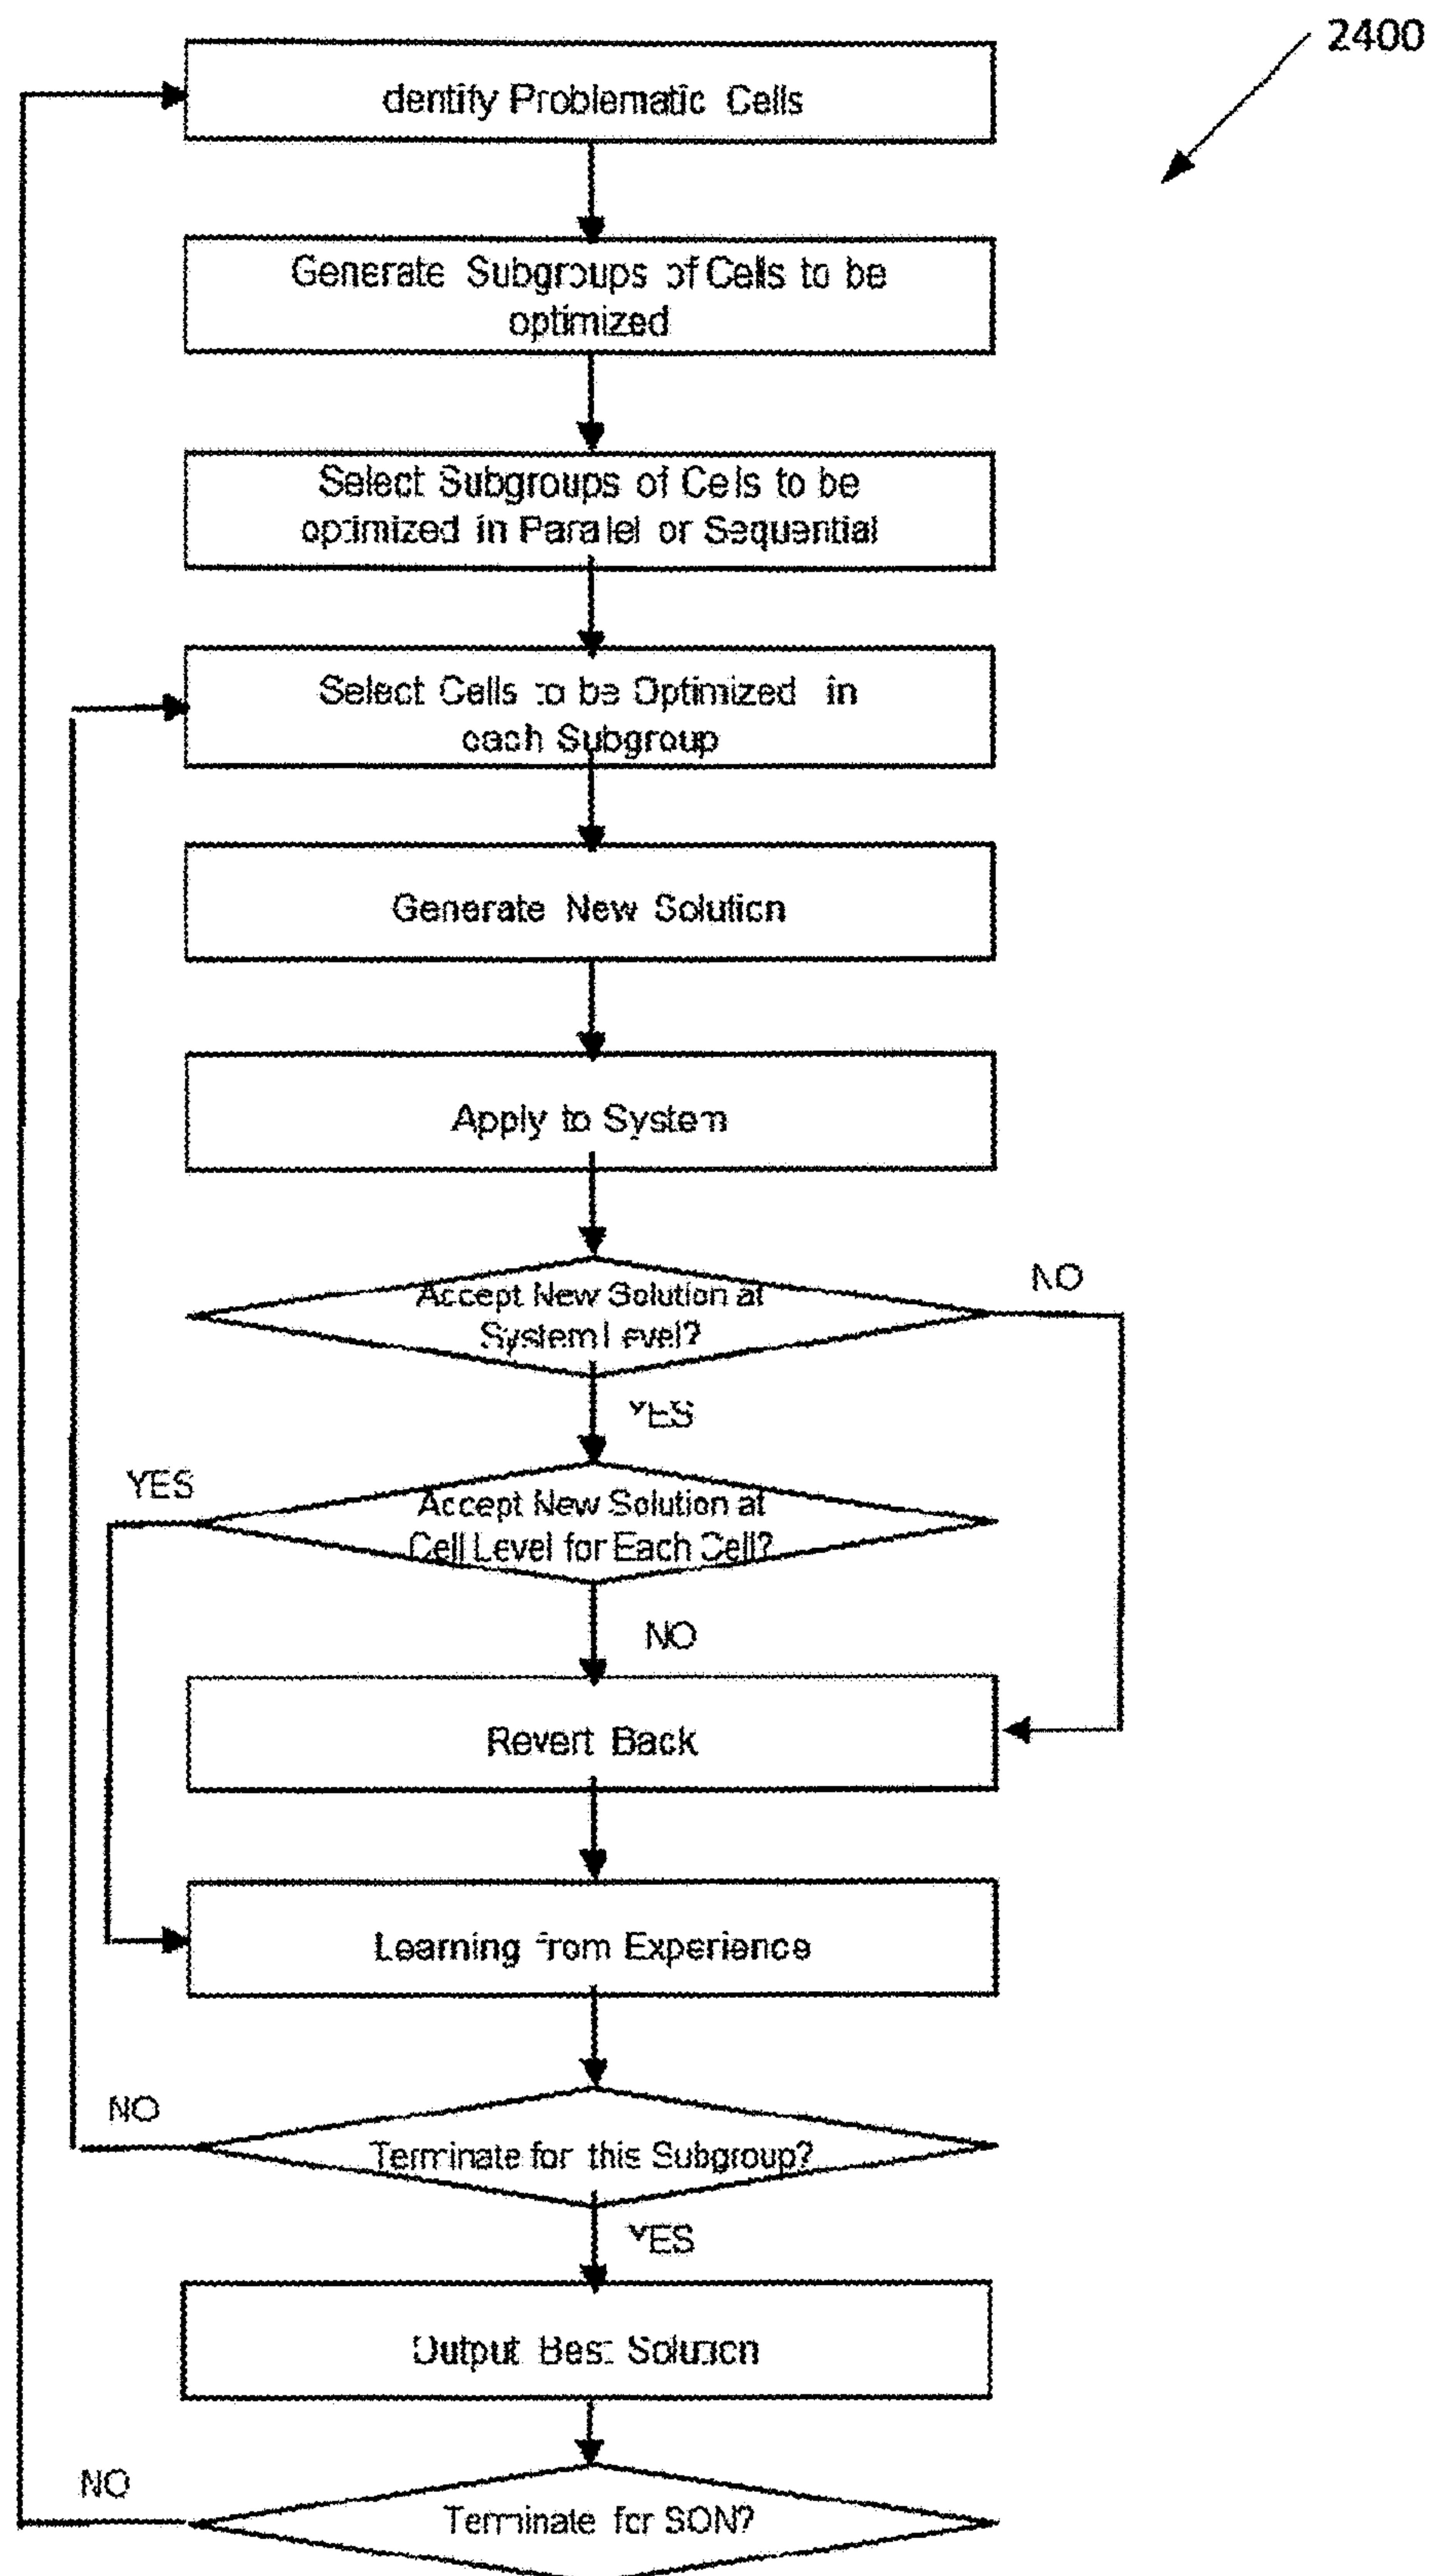 2400
dentify Problematic Cells
Generate Subgroups of Cells to be
optimized
Select Subgroups of Cells to be
optimized in Parallel or Sequential
Select Cells to be Optimized in
each Subgroup
Generate New Solution
Apply to System
Accept New Solution at
System Level?
NO
YES
YES
Accept New Solution at
Cell Level for Each Cell?
NO
Revert Back
Learning from Experience
NO
Terminate for this Subgroup?
YES
Output Best Solution
NO
Terminate for SON?